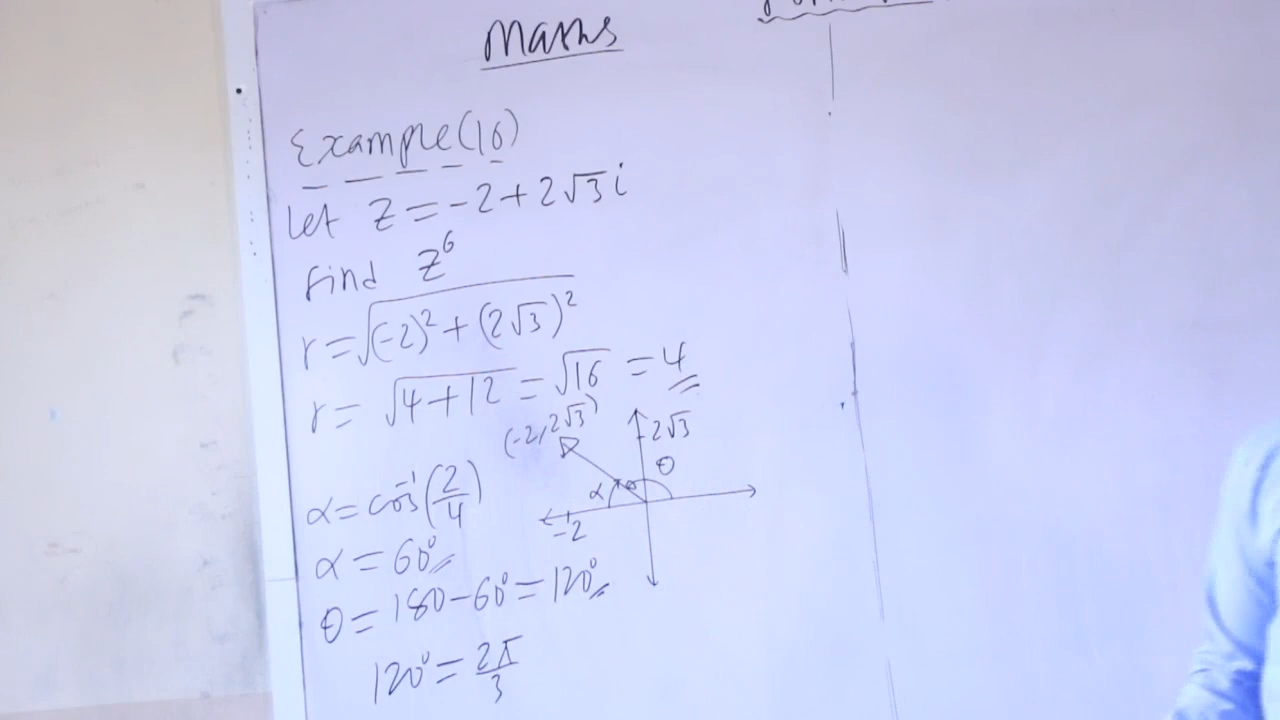 Maths
Example(16)
Let z = -2 + 2√3 i
Find z⁶
r = √((-2)² + (2√3)²)
r = √(4+12) = √16 = 4
(-2, 2√3)
2√3
θ
α
-2
α = cos⁻¹(2/4)
α = 60°
θ = 180 - 60° = 120°
120° = 2π/3